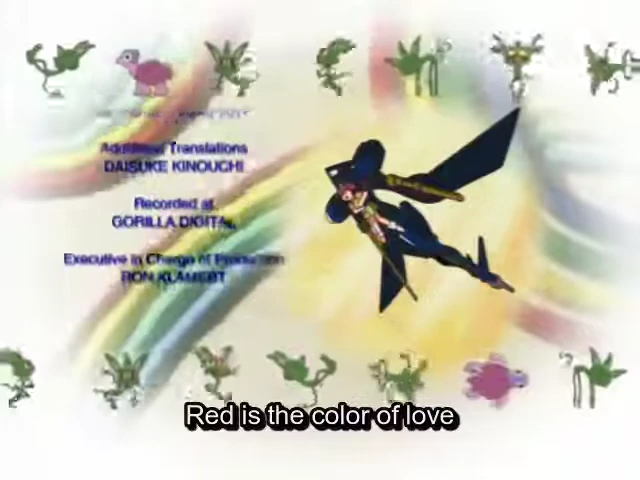 Additional Translations
DAISUKE KINOUCHI
Recorded at
GORILLA DIGITAL
Executive in Charge of Production
RON KLAMERT
Red is the color of love